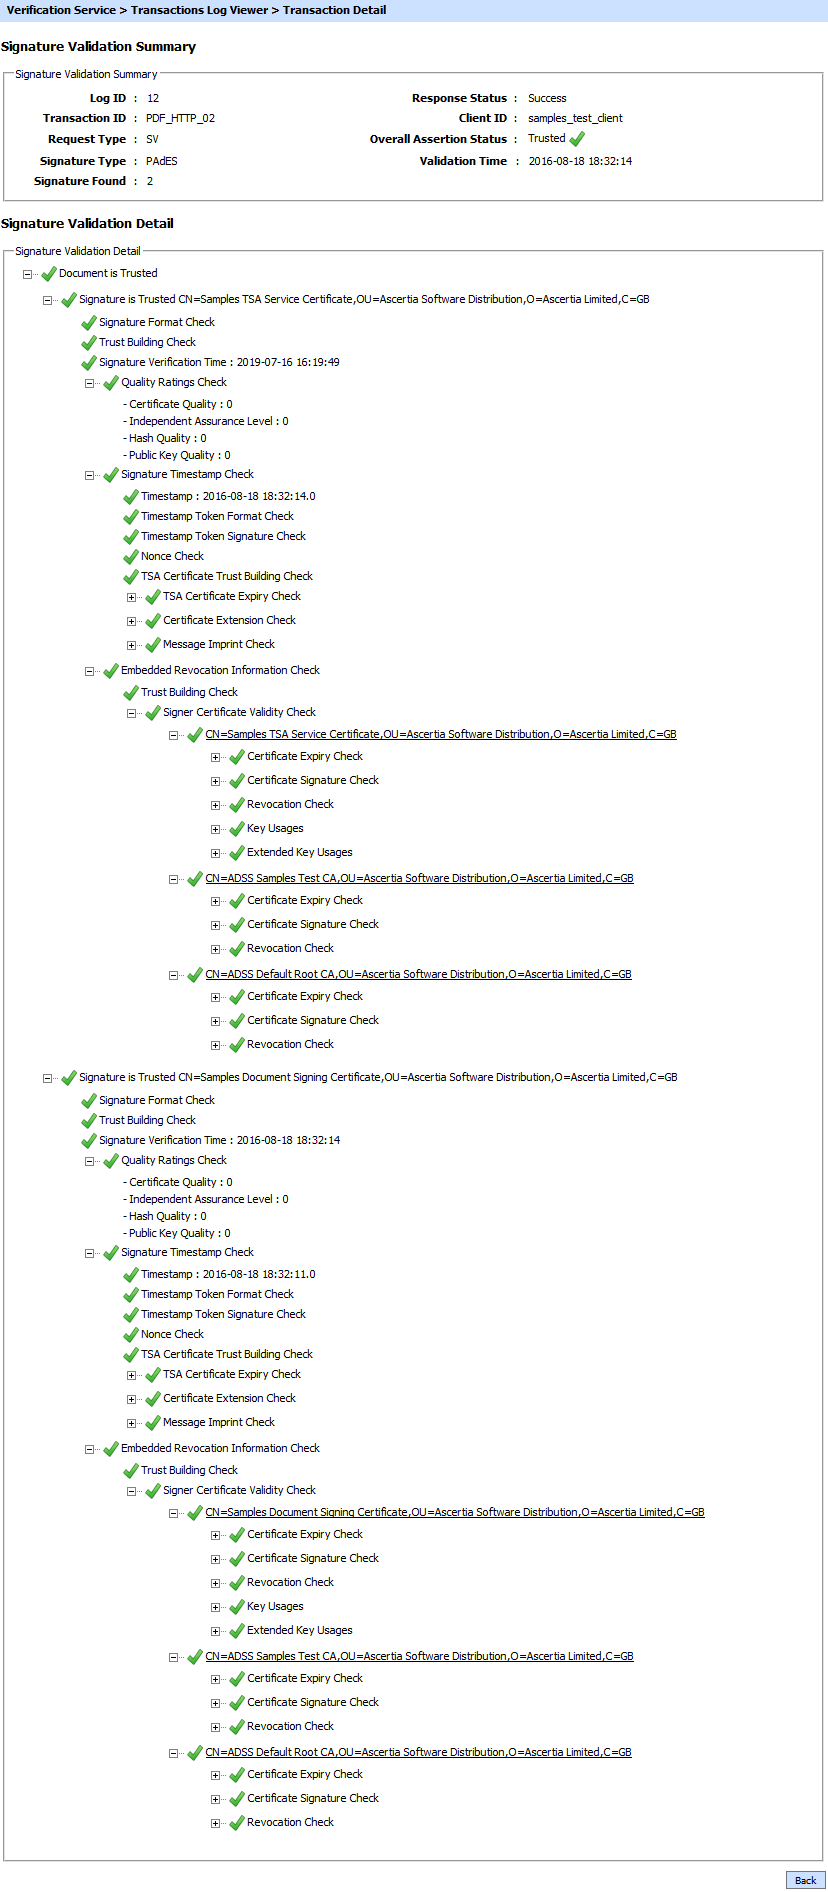 Verification Service > Transactions Log Viewer > Transaction Detail
Signature Validation Summary
Signature Validation Summary
Log ID : 12 Response Status : Success
Transaction ID : PDF_HTTP_02 Client ID : samples_test_client
Request Type : SV Overall Assertion Status : Trusted
Signature Type : PAdES Validation Time : 2016-08-18 18:32:14
Signature Found : 2
Signature Validation Detail
Signature Validation Detail
Document is Trusted
Signature is Trusted CN=Samples TSA Service Certificate,OU=Ascertia Software Distribution,O=Ascertia Limited,C=GB
Signature Format Check
Trust Building Check
Signature Verification Time : 2019-07-16 16:19:49
Quality Ratings Check
- Certificate Quality : 0
- Independent Assurance Level : 0
- Hash Quality : 0
- Public Key Quality : 0
Signature Timestamp Check
Timestamp : 2016-08-18 18:32:14.0
Timestamp Token Format Check
Timestamp Token Signature Check
Nonce Check
TSA Certificate Trust Building Check
TSA Certificate Expiry Check
Certificate Extension Check
Message Imprint Check
Embedded Revocation Information Check
Trust Building Check
Signer Certificate Validity Check
CN=Samples TSA Service Certificate,OU=Ascertia Software Distribution,O=Ascertia Limited,C=GB
Certificate Expiry Check
Certificate Signature Check
Revocation Check
Key Usages
Extended Key Usages
CN=ADSS Samples Test CA,OU=Ascertia Software Distribution,O=Ascertia Limited,C=GB
Certificate Expiry Check
Certificate Signature Check
Revocation Check
CN=ADSS Default Root CA,OU=Ascertia Software Distribution,O=Ascertia Limited,C=GB
Certificate Expiry Check
Certificate Signature Check
Revocation Check
Signature is Trusted CN=Samples Document Signing Certificate,OU=Ascertia Software Distribution,O=Ascertia Limited,C=GB
Signature Format Check
Trust Building Check
Signature Verification Time : 2016-08-18 18:32:14
Quality Ratings Check
- Certificate Quality : 0
- Independent Assurance Level : 0
- Hash Quality : 0
- Public Key Quality : 0
Signature Timestamp Check
Timestamp : 2016-08-18 18:32:11.0
Timestamp Token Format Check
Timestamp Token Signature Check
Nonce Check
TSA Certificate Trust Building Check
TSA Certificate Expiry Check
Certificate Extension Check
Message Imprint Check
Embedded Revocation Information Check
Trust Building Check
Signer Certificate Validity Check
CN=Samples Document Signing Certificate,OU=Ascertia Software Distribution,O=Ascertia Limited,C=GB
Certificate Expiry Check
Certificate Signature Check
Revocation Check
Key Usages
Extended Key Usages
CN=ADSS Samples Test CA,OU=Ascertia Software Distribution,O=Ascertia Limited,C=GB
Certificate Expiry Check
Certificate Signature Check
Revocation Check
CN=ADSS Default Root CA,OU=Ascertia Software Distribution,O=Ascertia Limited,C=GB
Certificate Expiry Check
Certificate Signature Check
Revocation Check
Back